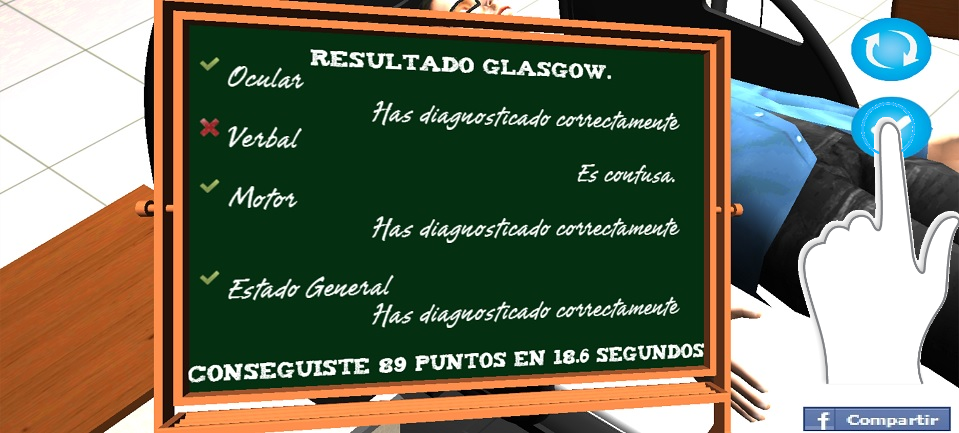 RESULTADO GLASGOW.
Ocular
Has diagnosticado correctamente
Verbal
Es confusa.
Motor
Has diagnosticado correctamente
Estado General
Has diagnosticado correctamente
CONSEGUISTE 89 PUNTOS EN 18.6 SEGUNDOS
f Compartir